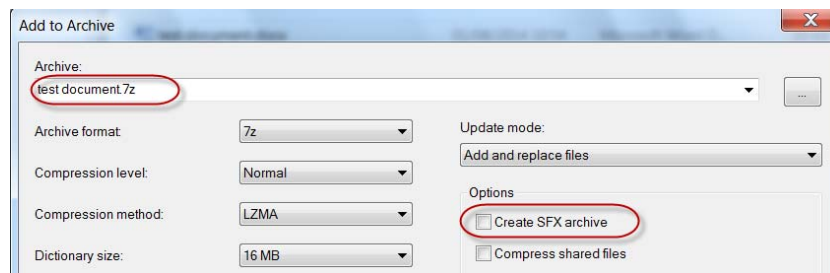 Add to Archive
Archive:
test document.7z
...
Archive format:
7z
Update mode:
Add and replace files
Compression level:
Normal
Options
Compression method:
LZMA
Create SFX archive
Dictionary size:
16 MB
Compress shared files